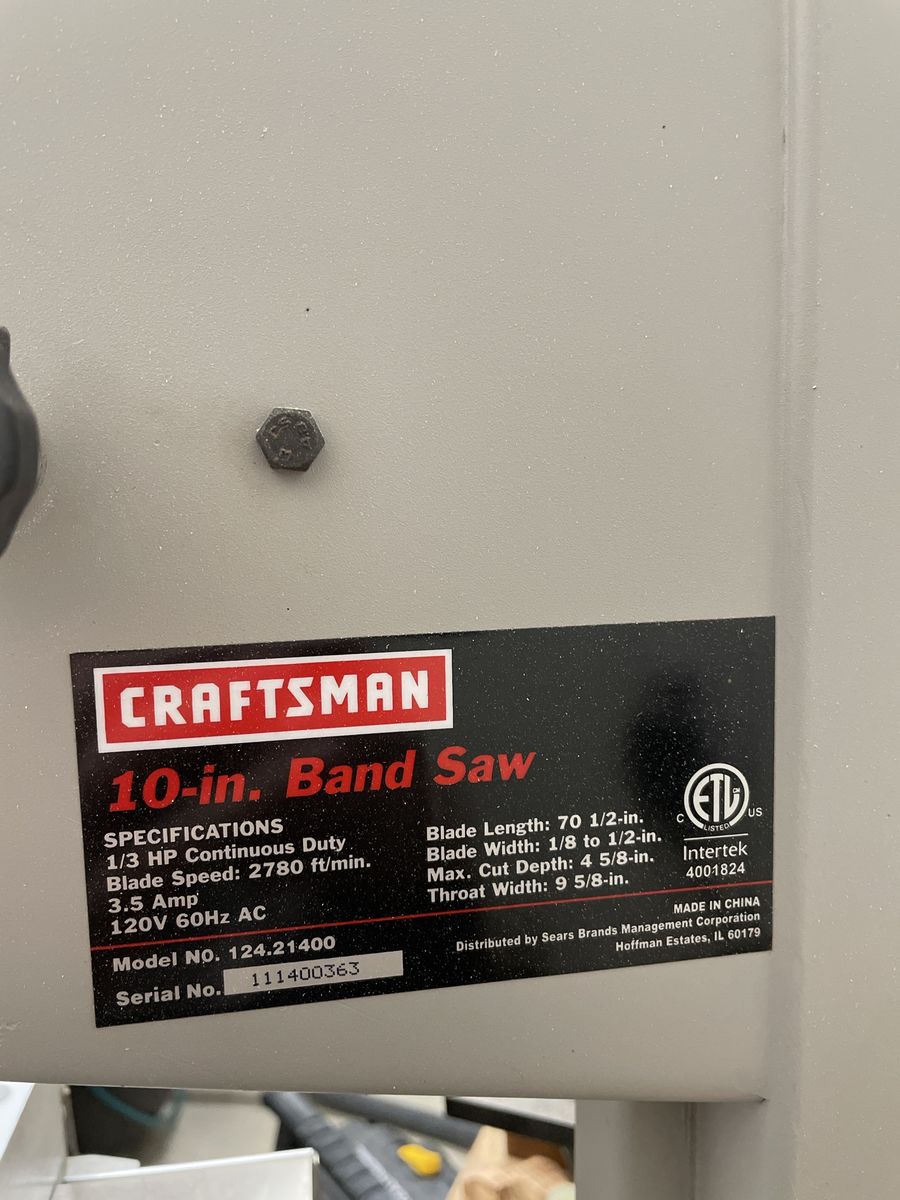 CRAFTSMAN
10-in. Band Saw
SPECIFICATIONS
1/3 HP Continuous Duty
Blade Speed: 2780 ft/min.
3.5 Amp
120V 60Hz AC
Blade Length: 70 1/2-in.
Blade Width: 1/8 to 1/2-in.
Max. Cut Depth: 4 5/8-in.
Throat Width: 9 5/8-in.
ETL CM
LISTED
C US
Intertek
4001824
Model No. 124.21400
Serial No. 111400363
MADE IN CHINA
Distributed by Sears Brands Management Corporation
Hoffman Estates, IL 60179